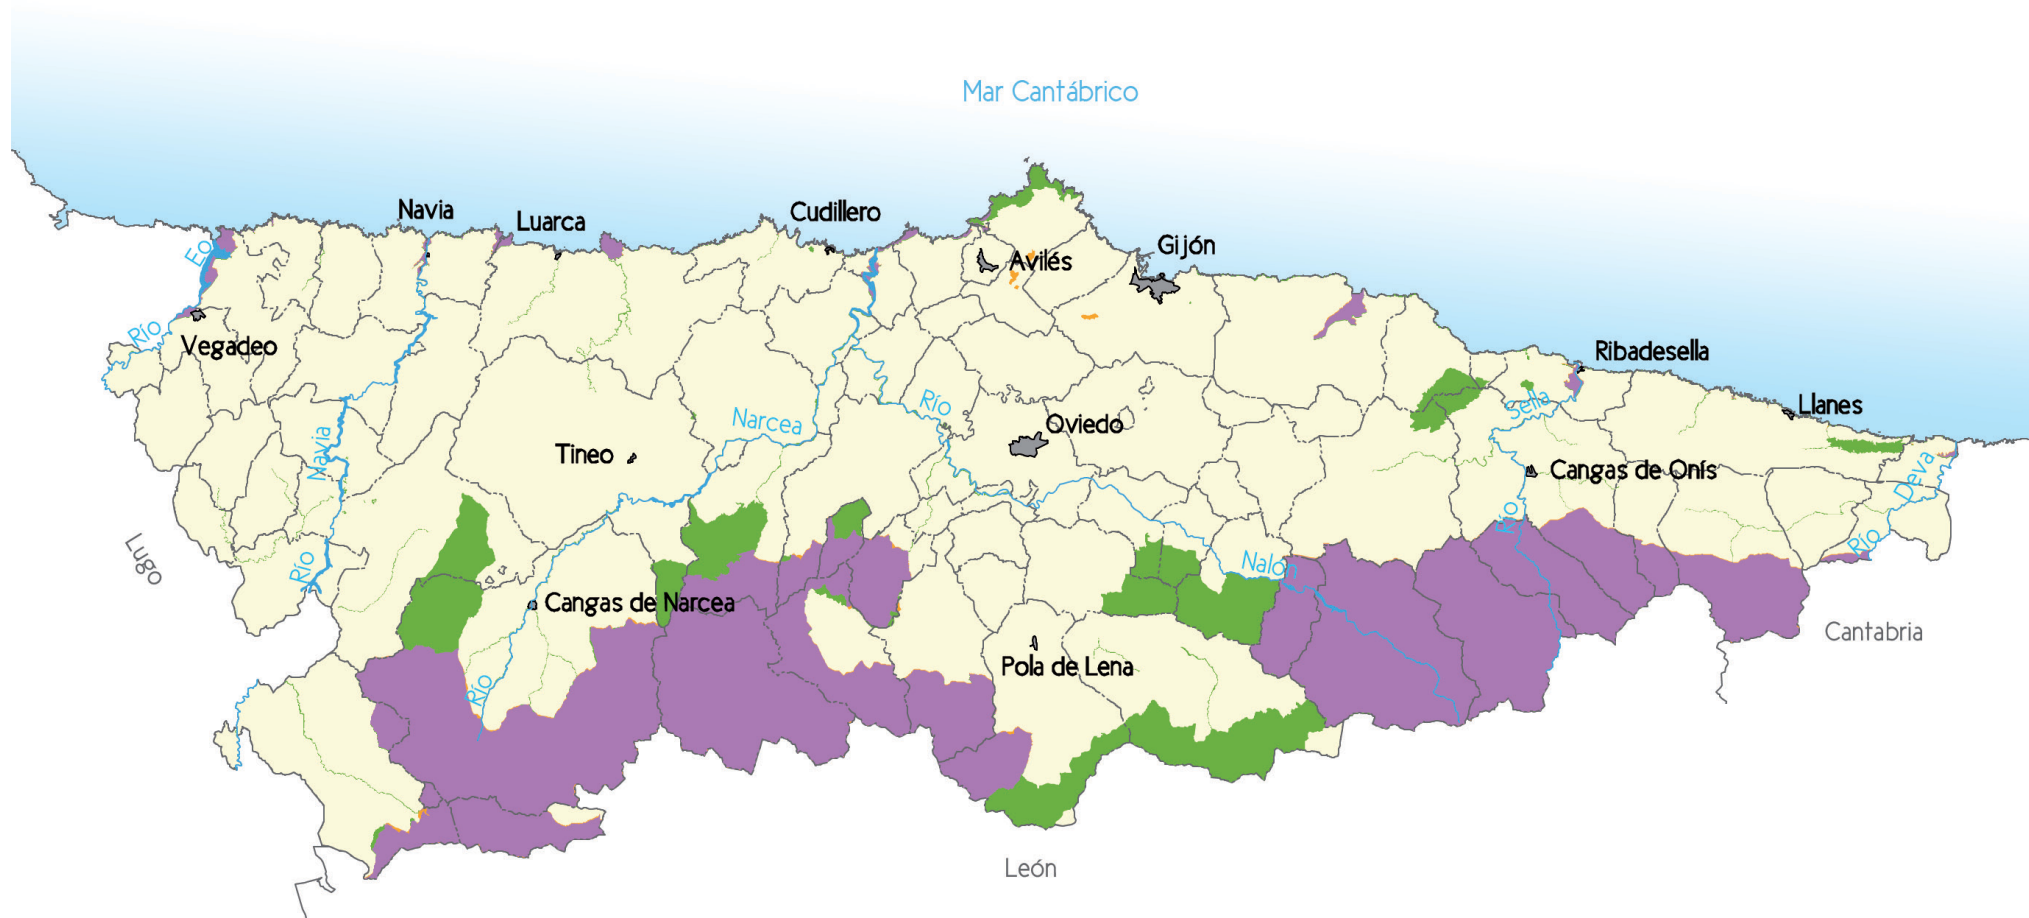 Mar Cantábrico
Navia
Luarca
Cudillero
Gijón
Avilés
Eo
Río
Vegadeo
Ribadesella
Llanes
Sella
Río
Narcea
Río
Oviedo
Tineo
Navia
Río
Cangas de Onís
Deva
Río
Lugo
Nalón
Cangas de Narcea
Río
Pola de Lena
Cantabria
León